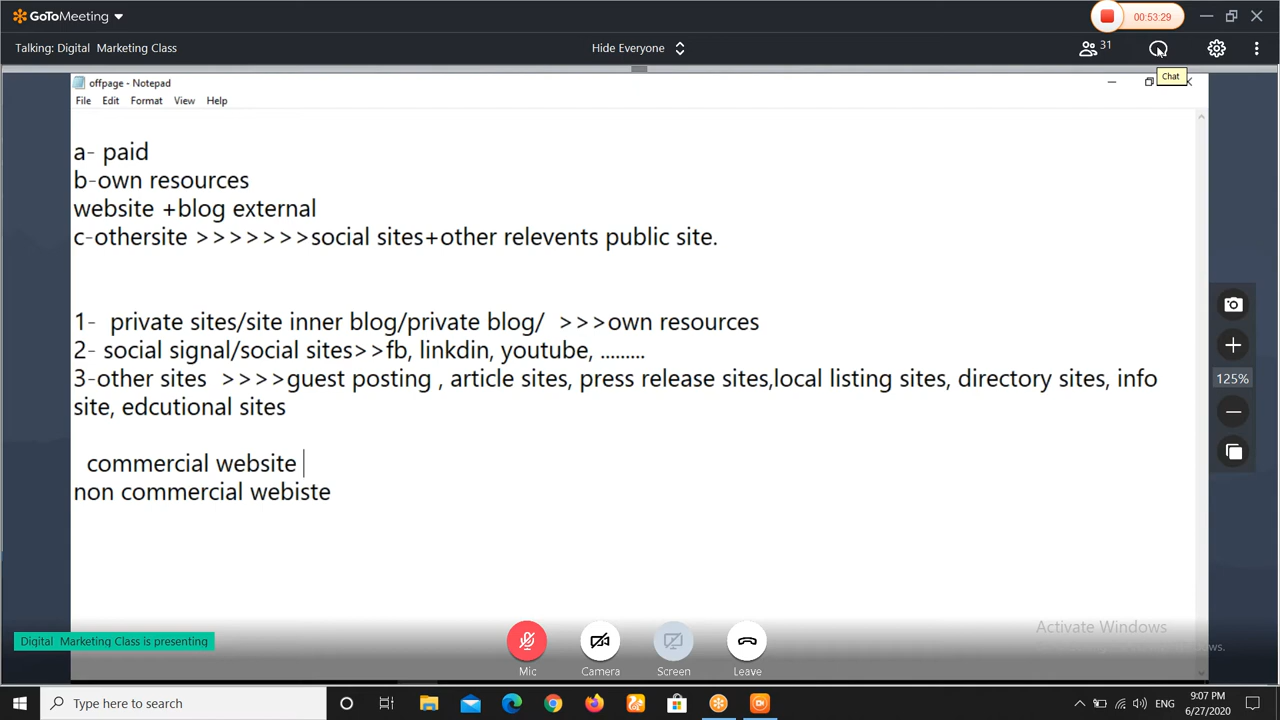 GoToMeeting
00:53:29
Talking: Digital Marketing Class
Hide Everyone
31
Chat
offpage - Notepad
File Edit Format View Help
a- paid
b-own resources
website +blog external
c-othersite >>>>>>>social sites+other relevents public site.
1- private sites/site inner blog/private blog/ >>>own resources
2- social signal/social sites>>fb, linkdin, youtube, .........
3-other sites >>>>guest posting , article sites, press release sites,local listing sites, directory sites, info
site, edcutional sites
commercial website
non commercial webiste
125%
Digital Marketing Class is presenting
Mic Camera Screen Leave
Activate Windows
Type here to search
ENG
9:07 PM
6/27/2020